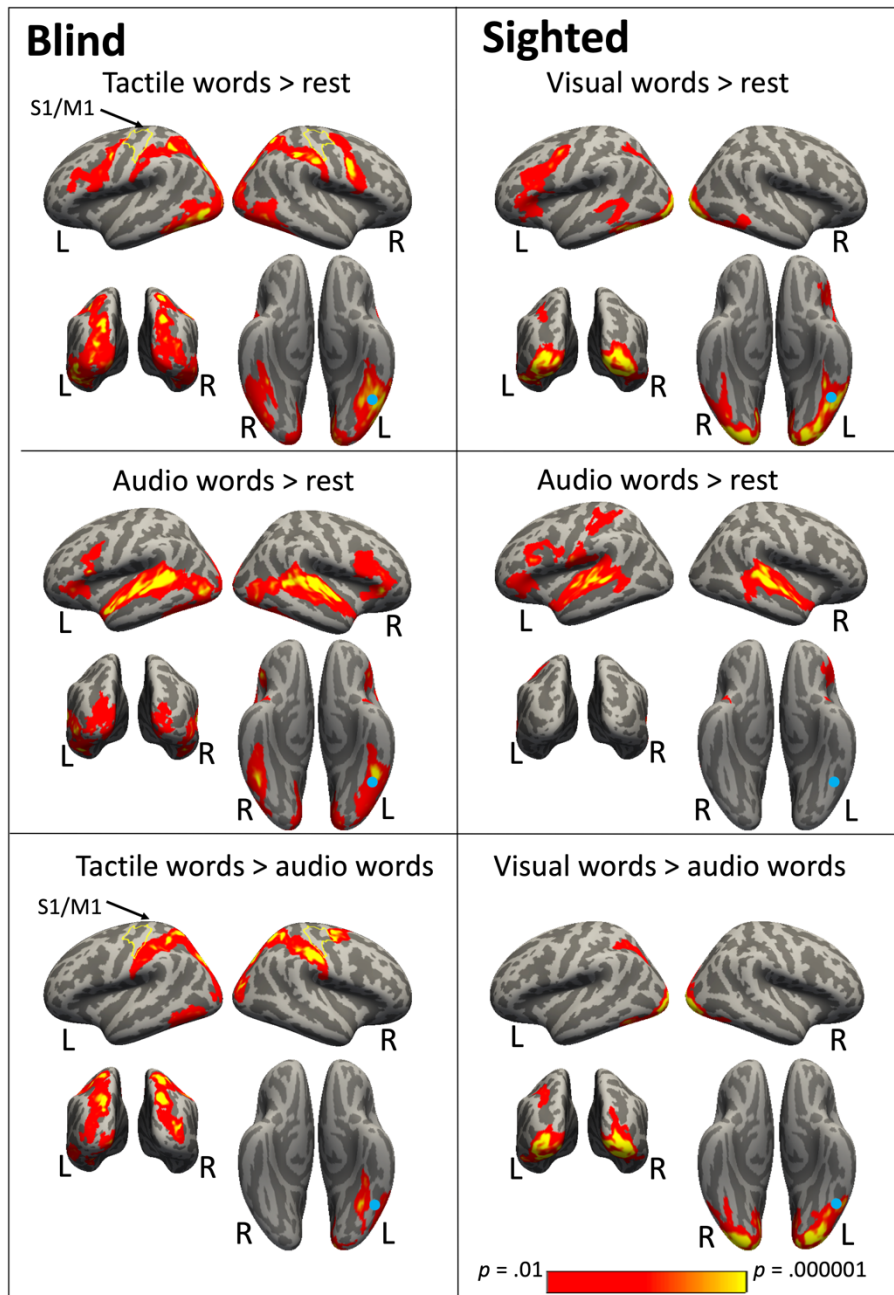 Blind
Tactile words > rest
S1/M1
L
R
L
R
R
L
Sighted
Visual words > rest
L
R
L
R
R
L
Audio words > rest
L
R
L
R
R
L
Audio words > rest
L
R
L
R
R
L
Tactile words > audio words
S1/M1
L
R
L
R
R
L
Visual words > audio words
L
R
L
R
R
L
p = .01
p = .000001